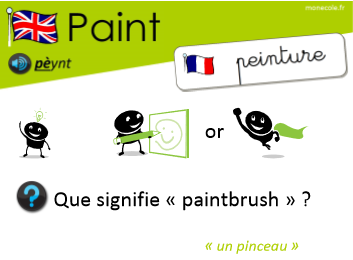 monecole.fr
Paint
pèynt
peinture
or
Que signifie « paintbrush » ?
« un pinceau »